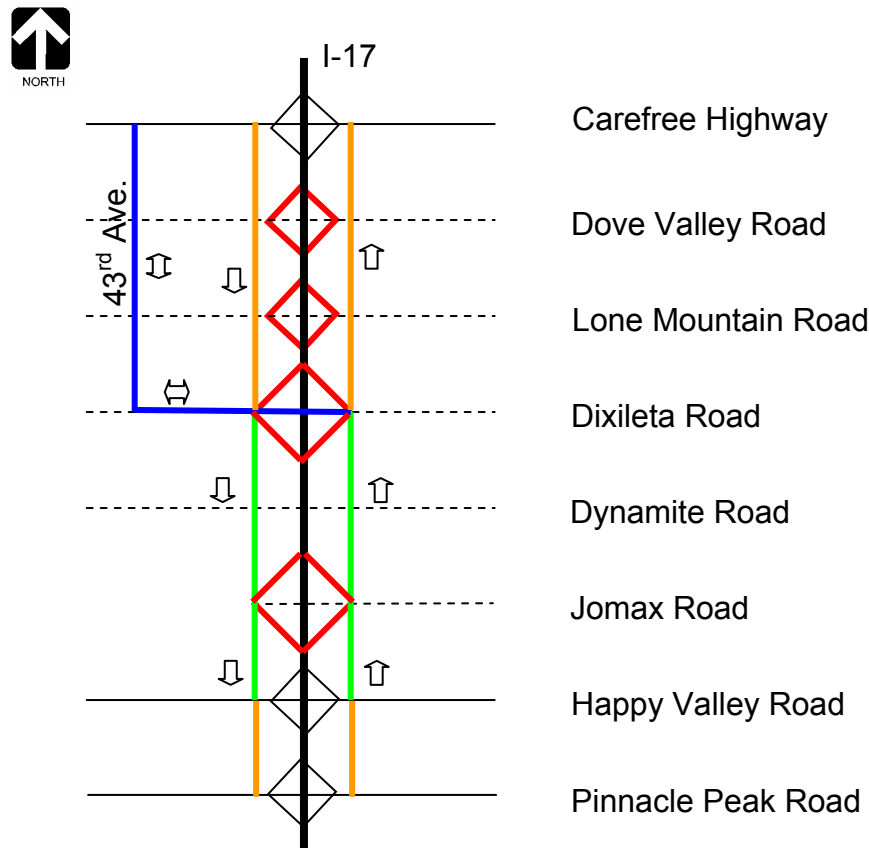 NORTH
I-17
Carefree Highway
43rd Ave.
Dove Valley Road
Lone Mountain Road
Dixileta Road
Dynamite Road
Jomax Road
Happy Valley Road
Pinnacle Peak Road